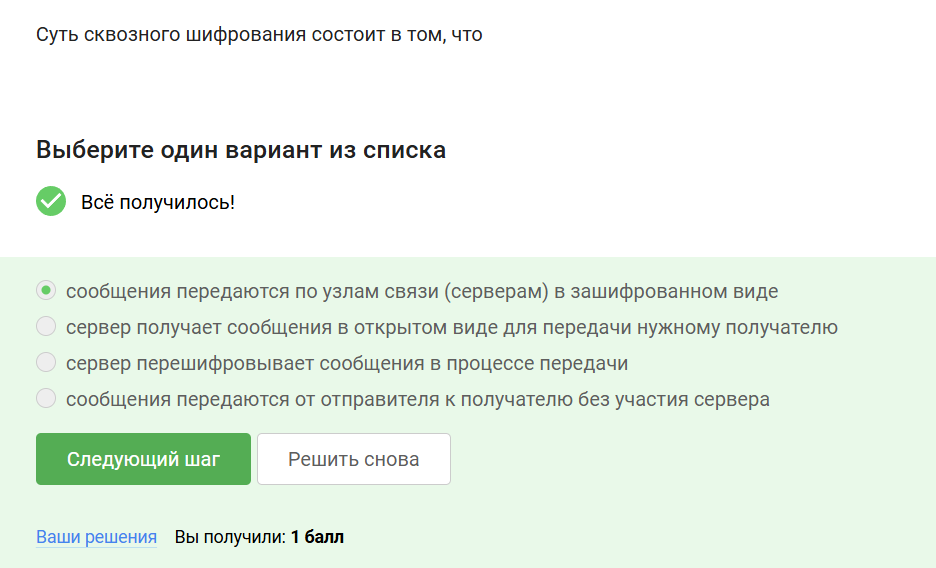 Суть сквозного шифрования состоит в том, что
Выберите один вариант из списка
Всё получилось!
сообщения передаются по узлам связи (серверам) в зашифрованном виде
сервер получает сообщения в открытом виде для передачи нужному получателю
сервер перешифровывает сообщения в процессе передачи
сообщения передаются от отправителя к получателю без участия сервера
Следующий шаг
Решить снова
Ваши решения
Вы получили: 1 балл